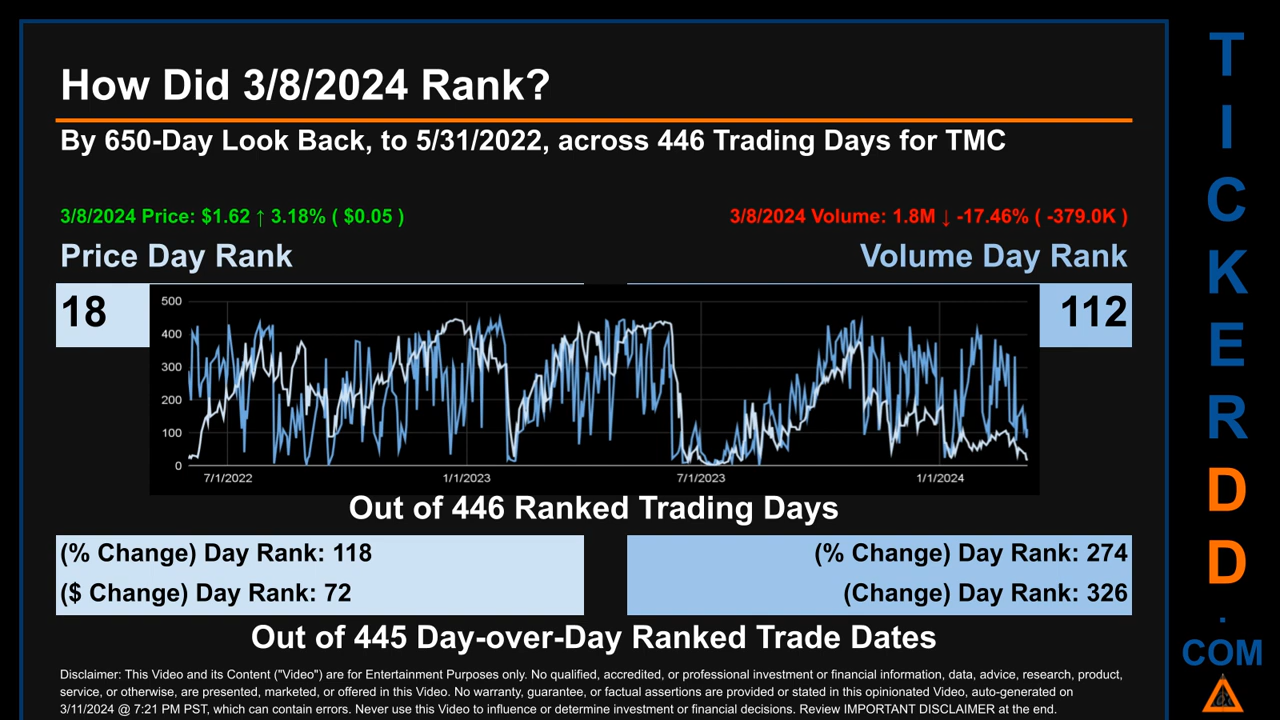 How Did 3/8/2024 Rank?
By 650-Day Look Back, to 5/31/2022, across 446 Trading Days for TMC
3/8/2024 Price: $1.62 ↑ 3.18% ( $0.05 )
3/8/2024 Volume: 1.8M ↓ -17.46% ( -379.0K )
Price Day Rank
Volume Day Rank
18
112
500
400
300
200
100
0
7/1/2022
1/1/2023
7/1/2023
1/1/2024
Out of 446 Ranked Trading Days
(% Change) Day Rank: 118
($ Change) Day Rank: 72
(% Change) Day Rank: 274
(Change) Day Rank: 326
Out of 445 Day-over-Day Ranked Trade Dates
Disclaimer: This Video and its Content ("Video") are for Entertainment Purposes only. No qualified, accredited, or professional investment or financial information, data, advice, research, product,
service, or otherwise, are presented, marketed, or offered in this Video. No warranty, guarantee, or factual assertions are provided or stated in this opinionated Video, auto-generated on
3/11/2024 @ 7:21 PM PST, which can contain errors. Never use this Video to influence or determine investment or financial decisions. Review IMPORTANT DISCLAIMER at the end.
T
I
C
K
E
R
D
D
.
COM